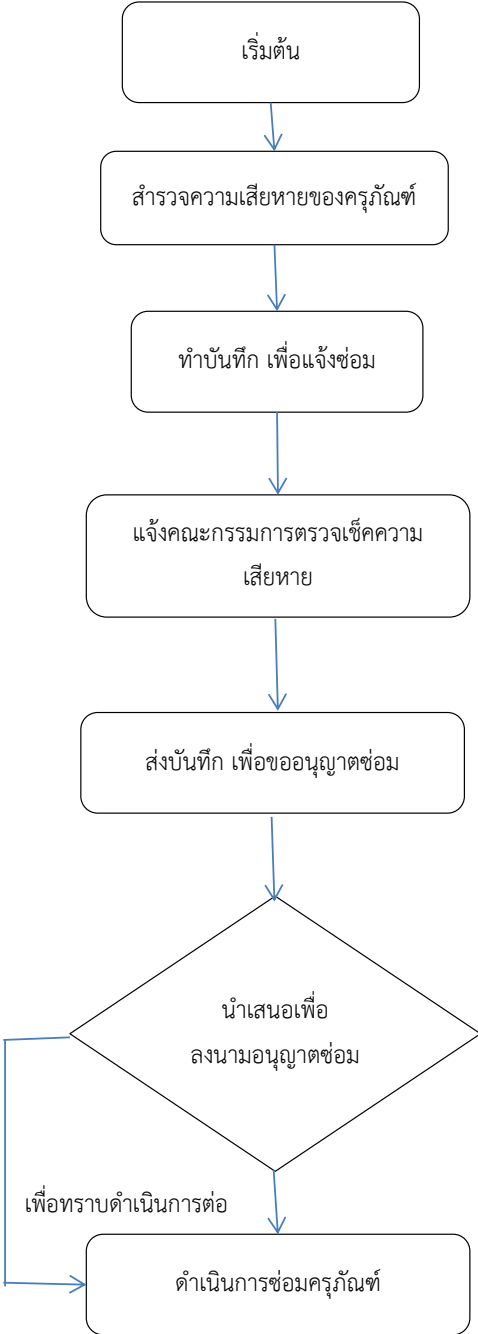 เริ่มต้น
สำรวจความเสียหายของครุภัณฑ์
ทำบันทึก เพื่อแจ้งซ่อม
แจ้งคณะกรรมการตรวจเช็คความ
เสียหาย
ส่งบันทึก เพื่อขออนุญาตซ่อม
นำเสนอเพื่อ
ลงนามอนุญาตซ่อม
เพื่อทราบดำเนินการต่อ
ดำเนินการซ่อมครุภัณฑ์